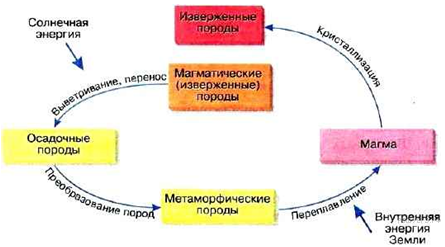 Солнечная
энергия
Изверженные
породы
Кристаллизация
Выветривание, перенос
Магматические
(изверженные)
породы
Осадочные
породы
Магма
Преобразование пород
Метаморфические
породы
Переплавление
Внутренняя
энергия
Земли